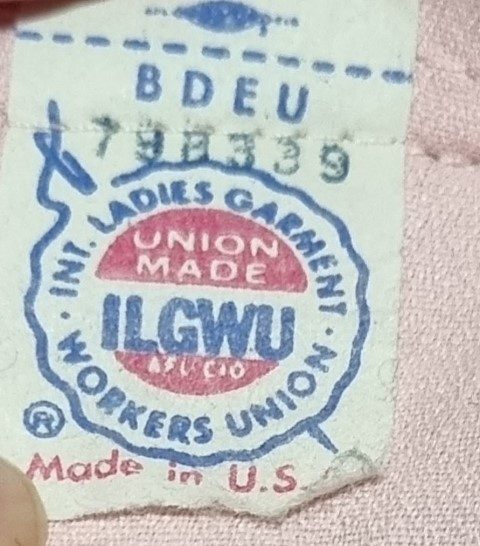 BDEU
INT. LADIES GARMENT
UNION
MADE
ILGWU
AFL CIO
WORKERS UNION
®
Made in U.S.